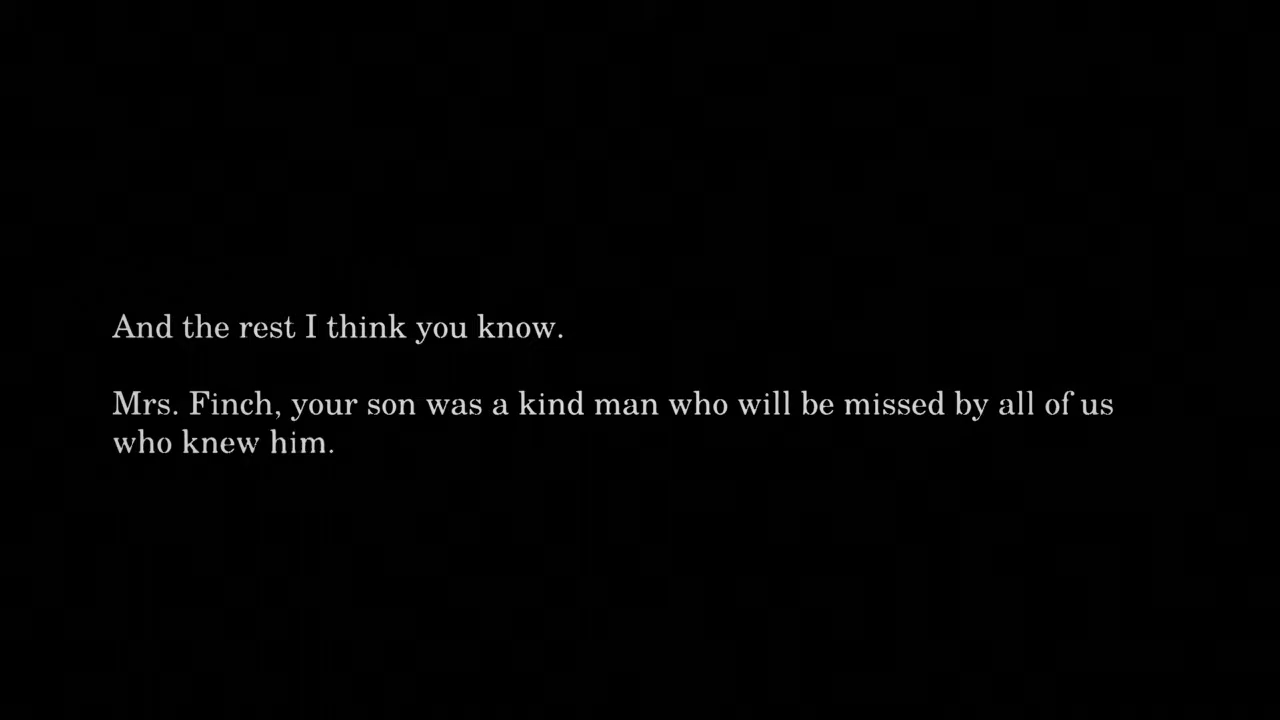 And the rest I think you know.
Mrs. Finch, your son was a kind man who will be missed by all of us
who knew him.